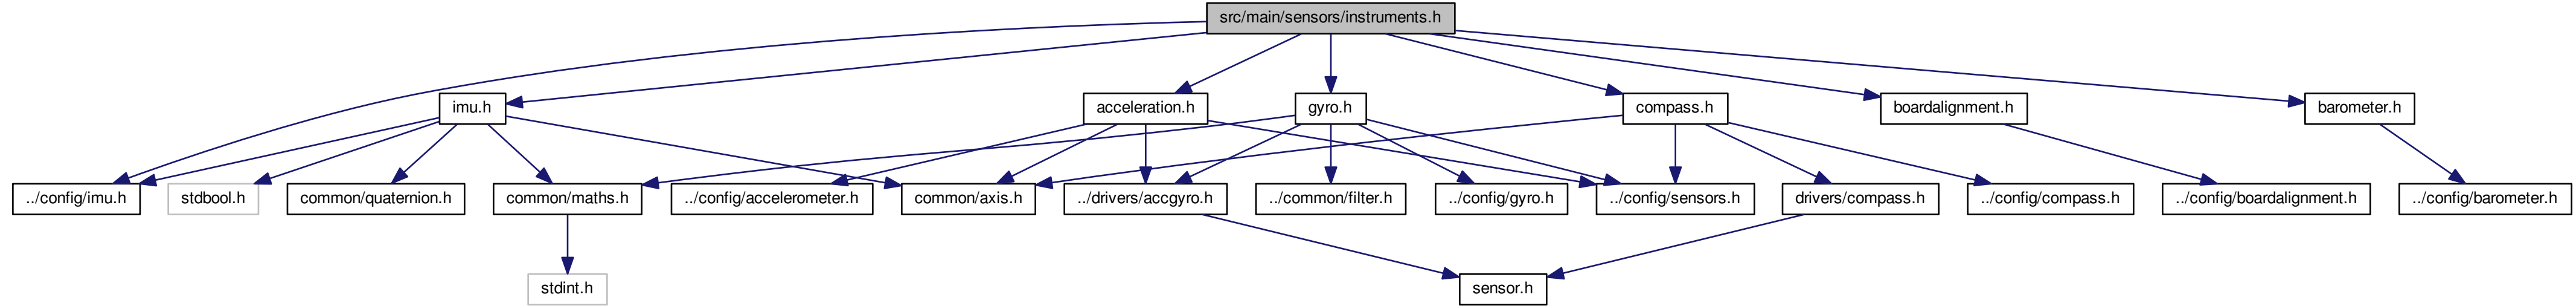 src/main/sensors/instruments.h
imu.h
acceleration.h
gyro.h
compass.h
boardalignment.h
barometer.h
../config/imu.h
stdbool.h
common/quaternion.h
common/maths.h
../config/accelerometer.h
common/axis.h
../drivers/accgyro.h
../common/filter.h
../config/gyro.h
../config/sensors.h
drivers/compass.h
../config/compass.h
../config/boardalignment.h
../config/barometer.h
stdint.h
sensor.h